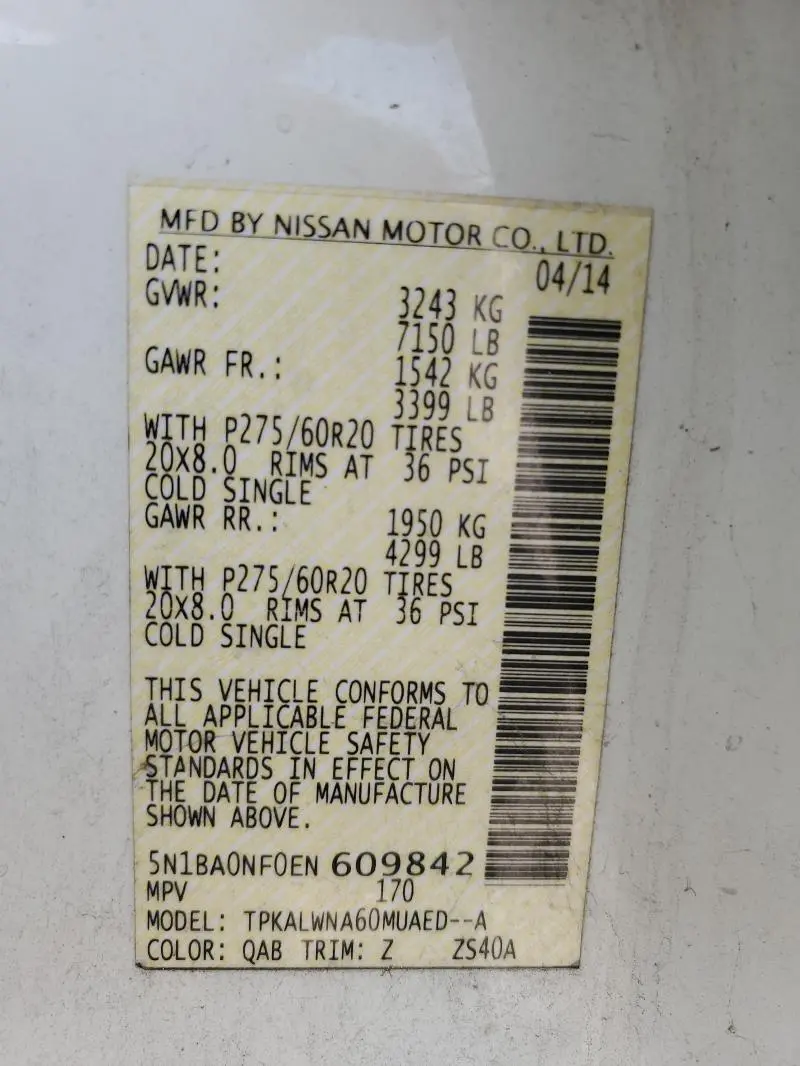 MFD BY NISSAN MOTOR CO., LTD.
DATE: 04/14
GVWR: 3243 KG
7150 LB
GAWR FR.: 1542 KG
3399 LB
WITH P275/60R20 TIRES
20X8.0 RIMS AT 36 PSI
COLD SINGLE
GAWR RR.: 1950 KG
4299 LB
WITH P275/60R20 TIRES
20X8.0 RIMS AT 36 PSI
COLD SINGLE
THIS VEHICLE CONFORMS TO
ALL APPLICABLE FEDERAL
MOTOR VEHICLE SAFETY
STANDARDS IN EFFECT ON
THE DATE OF MANUFACTURE
SHOWN ABOVE.
5N1BA0NF0EN 609842
MPV 170
MODEL: TPKALWNA60MUAED--A
COLOR: QAB TRIM: Z ZS40A